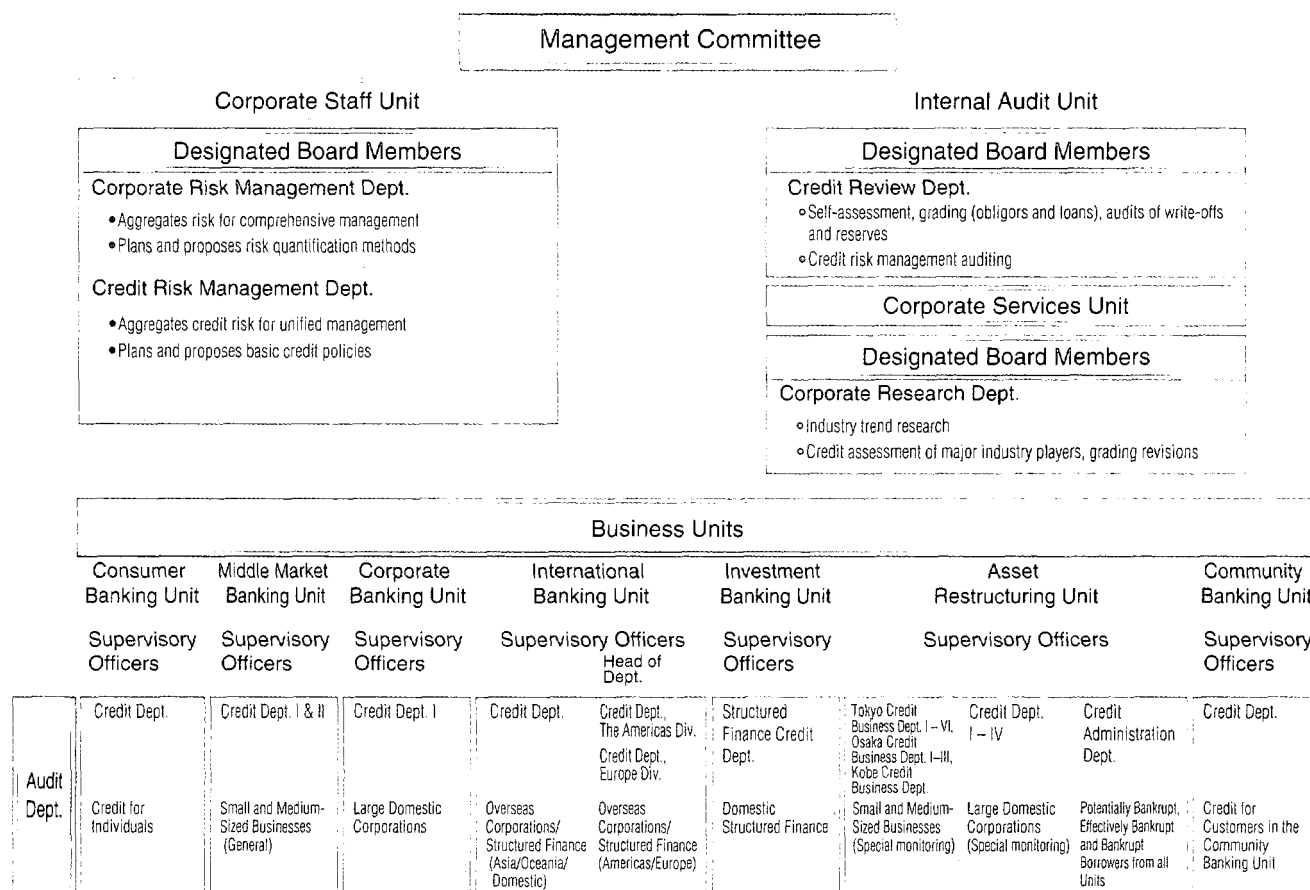 Management Committee
Corporate Staff Unit
Designated Board Members
Corporate Risk Management Dept.
•Aggregates risk for comprehensive management
•Plans and proposes risk quantification methods
Credit Risk Management Dept.
•Aggregates credit risk for unified management
•Plans and proposes basic credit policies
Internal Audit Unit
Designated Board Members
Credit Review Dept.
•Self-assessment, grading (obligors and loans), audits of write-offs
and reserves
•Credit risk management auditing
Corporate Services Unit
Designated Board Members
Corporate Research Dept.
•Industry trend research
•Credit assessment of major industry players, grading revisions
Business Units
Consumer
Banking Unit
Supervisory
Officers
Middle Market
Banking Unit
Supervisory
Officers
Corporate
Banking Unit
Supervisory
Officers
International
Banking Unit
Supervisory Officers
Head of
Dept.
Investment
Banking Unit
Supervisory
Officers
Asset
Restructuring Unit
Supervisory Officers
Community
Banking Unit
Supervisory
Officers
Audit
Dept.
Credit Dept.
Credit for
Individuals
Credit Dept. I & II
Small and Medium-
Sized Businesses
(General)
Credit Dept. I
Large Domestic
Corporations
Credit Dept.
Overseas
Corporations/
Structured Finance
(Asia/Oceania/
Domestic)
Credit Dept.,
The Americas Div.
Credit Dept.,
Europe Div.
Overseas
Corporations/
Structured Finance
(Americas/Europe)
Structured
Finance Credit
Dept.
Domestic
Structured Finance
Tokyo Credit
Business Dept. I – VI,
Osaka Credit
Business Dept. I–III,
Kobe Credit
Business Dept.
Small and Medium-
Sized Businesses
(Special monitoring)
Credit Dept.
I – IV
Large Domestic
Corporations
(Special monitoring)
Credit
Administration
Dept.
Potentially Bankrupt,
Effectively Bankrupt
and Bankrupt
Borrowers from all
Units
Credit Dept.
Credit for
Customers in the
Community
Banking Unit